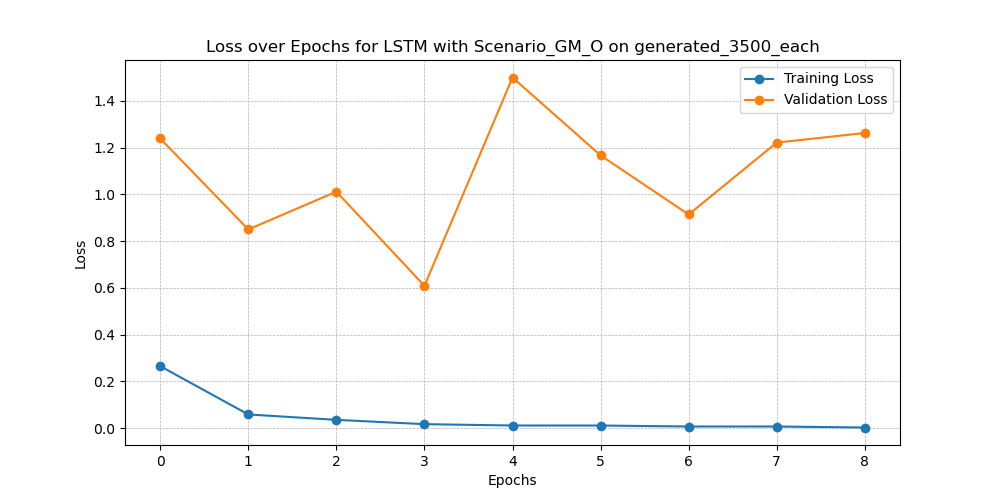 Loss over Epochs for LSTM with Scenario_GM_O on generated_3500_each
Training Loss
Validation Loss
1.4
1.2
1.0
0.8
0.6
0.4
0.2
0.0
Loss
0 1 2 3 4 5 6 7 8
Epochs